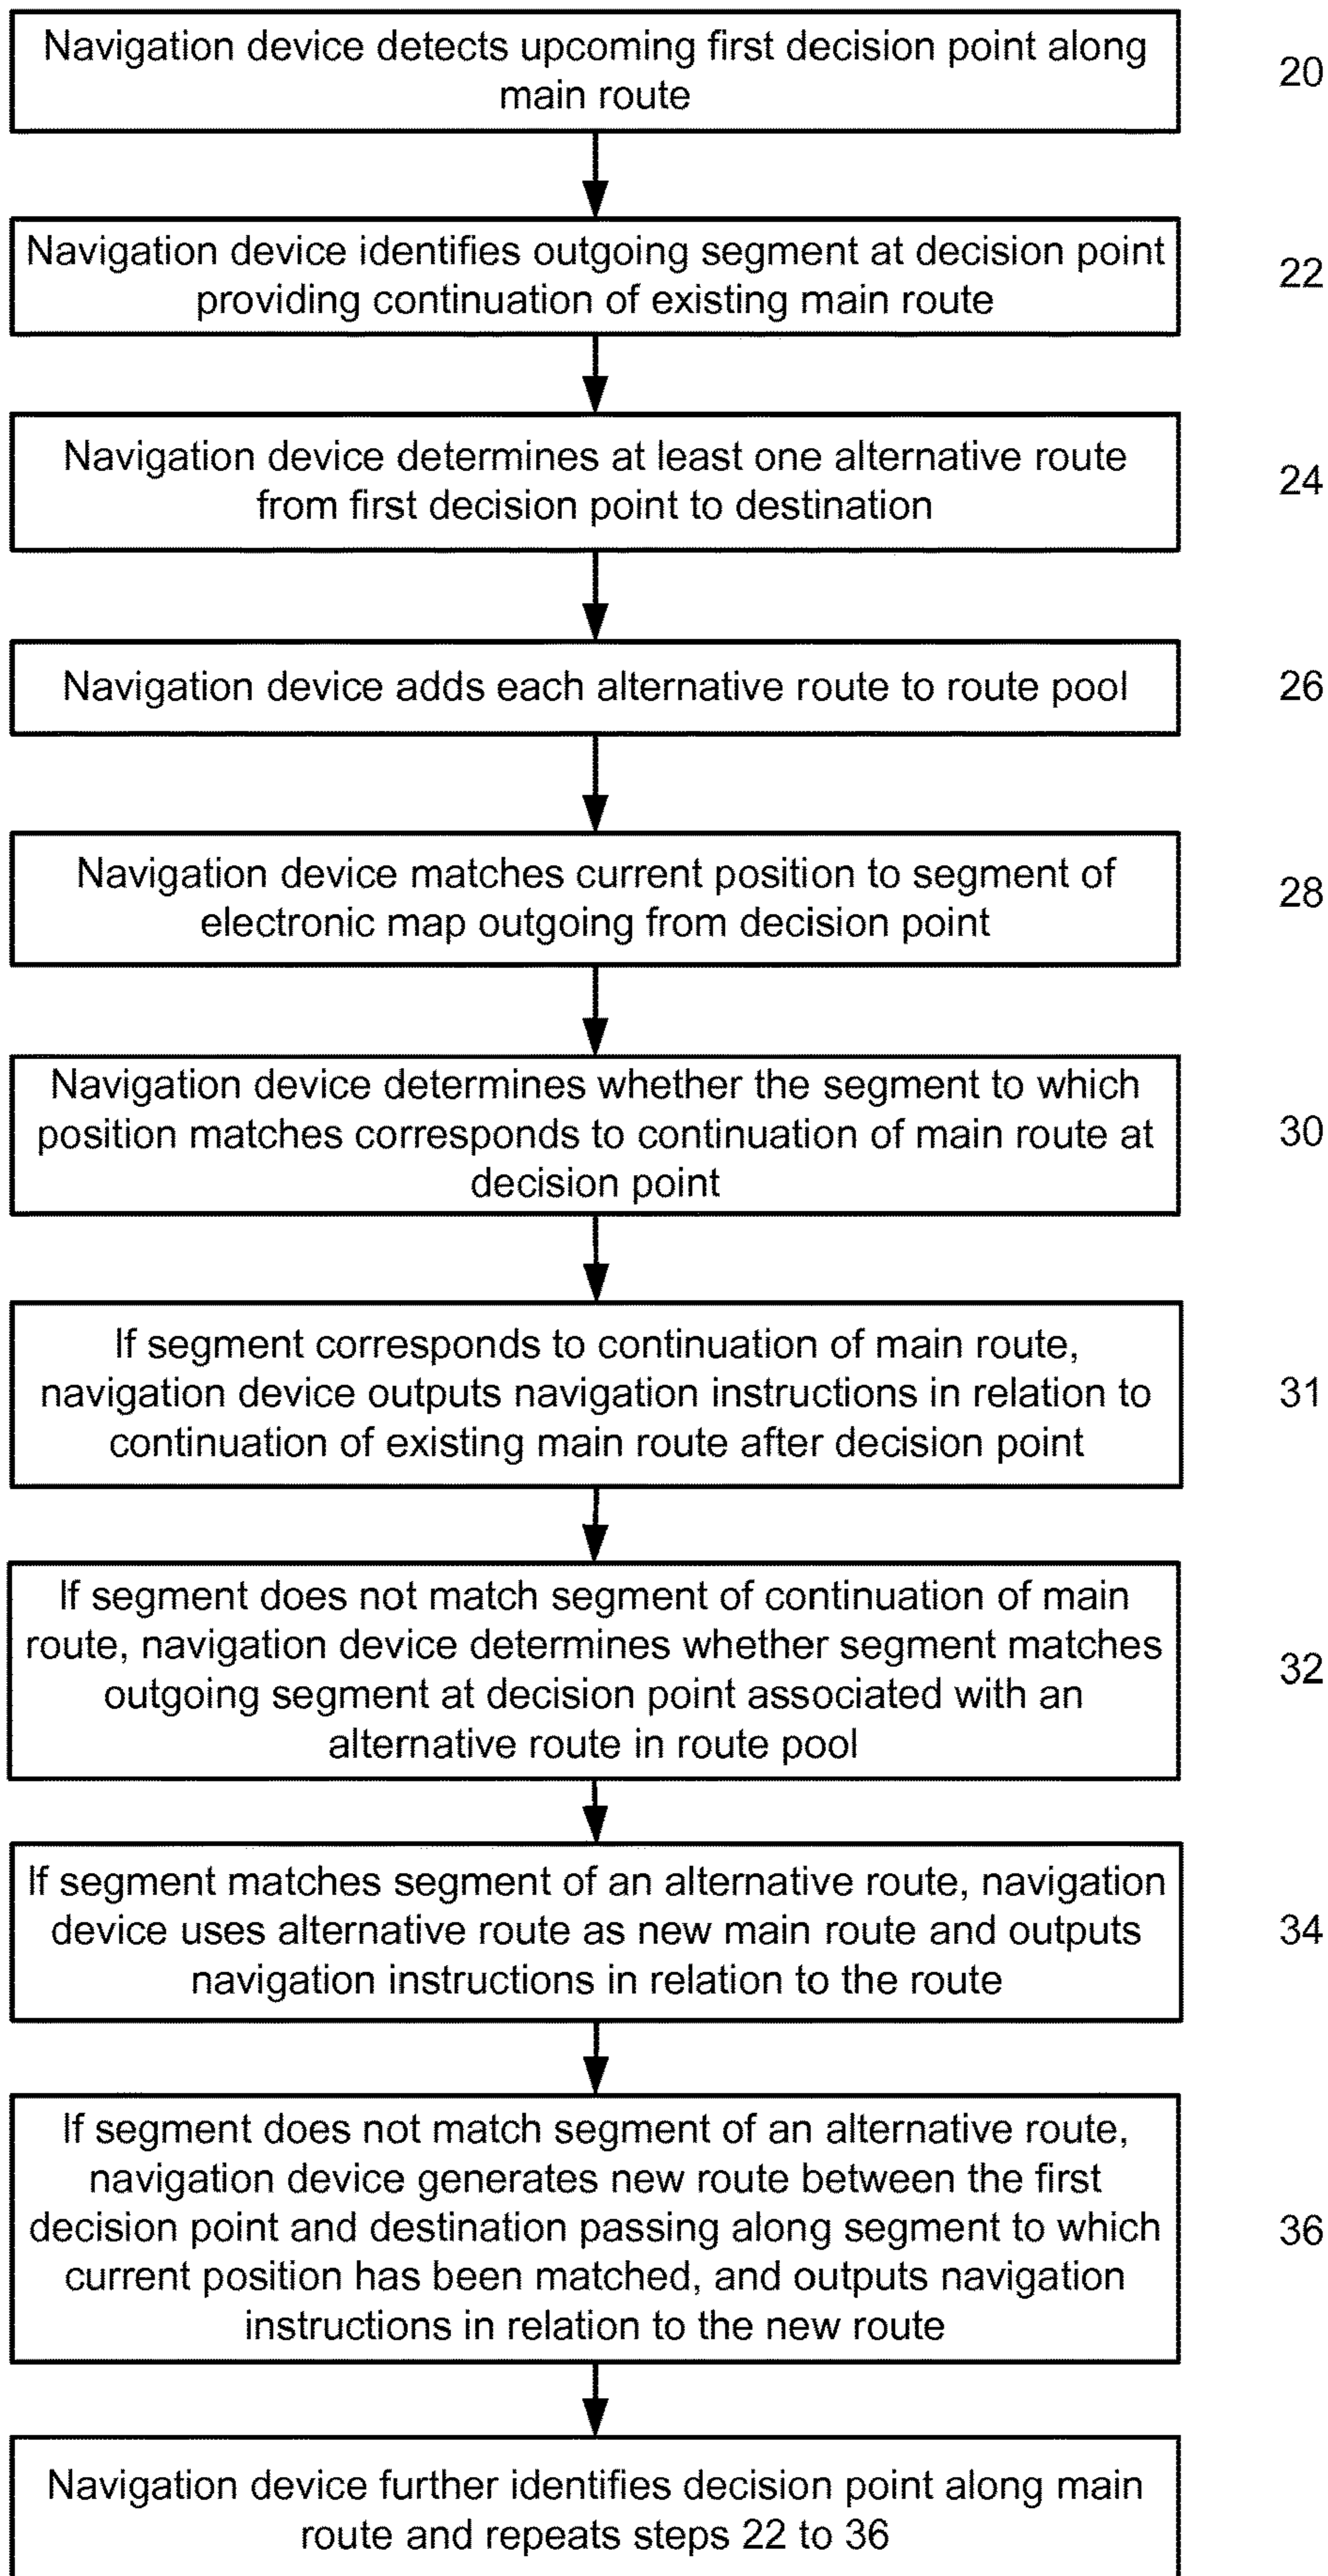 Navigation device detects upcoming first decision point along
main route
20
Navigation device identifies outgoing segment at decision point
providing continuation of existing main route
22
Navigation device determines at least one alternative route
from first decision point to destination
24
Navigation device adds each alternative route to route pool
26
Navigation device matches current position to segment of
electronic map outgoing from decision point
28
Navigation device determines whether the segment to which
position matches corresponds to continuation of main route at
decision point
30
If segment corresponds to continuation of main route,
navigation device outputs navigation instructions in relation to
continuation of existing main route after decision point
31
If segment does not match segment of continuation of main
route, navigation device determines whether segment matches
outgoing segment at decision point associated with an
alternative route in route pool
32
If segment matches segment of an alternative route, navigation
device uses alternative route as new main route and outputs
navigation instructions in relation to the route
34
If segment does not match segment of an alternative route,
navigation device generates new route between the first
decision point and destination passing along segment to which
current position has been matched, and outputs navigation
instructions in relation to the new route
36
Navigation device further identifies decision point along main
route and repeats steps 22 to 36